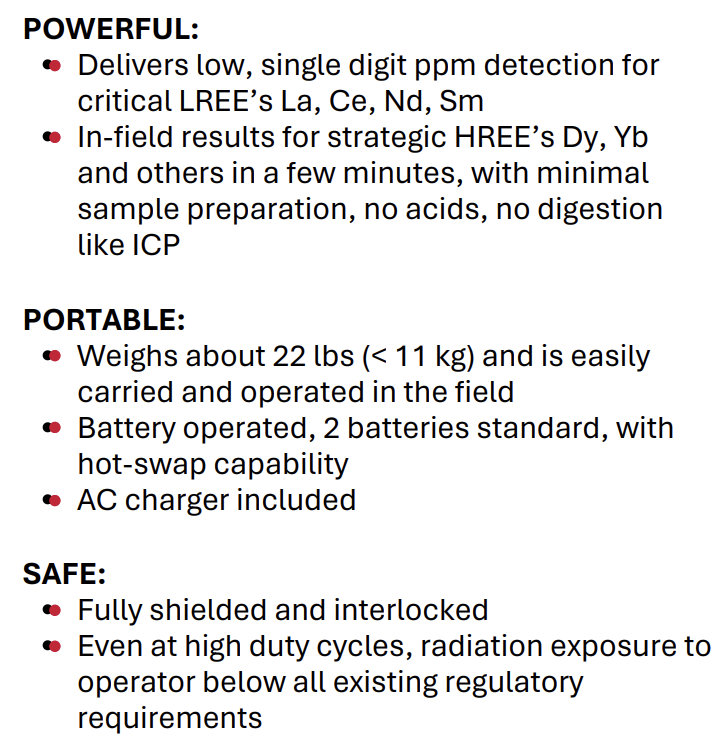 POWERFUL:
Delivers low, single digit ppm detection for
critical LREE’s La, Ce, Nd, Sm
In-field results for strategic HREE’s Dy, Yb
and others in a few minutes, with minimal
sample preparation, no acids, no digestion
like ICP
PORTABLE:
Weighs about 22 lbs (< 11 kg) and is easily
carried and operated in the field
Battery operated, 2 batteries standard, with
hot-swap capability
AC charger included
SAFE:
Fully shielded and interlocked
Even at high duty cycles, radiation exposure to
operator below all existing regulatory
requirements